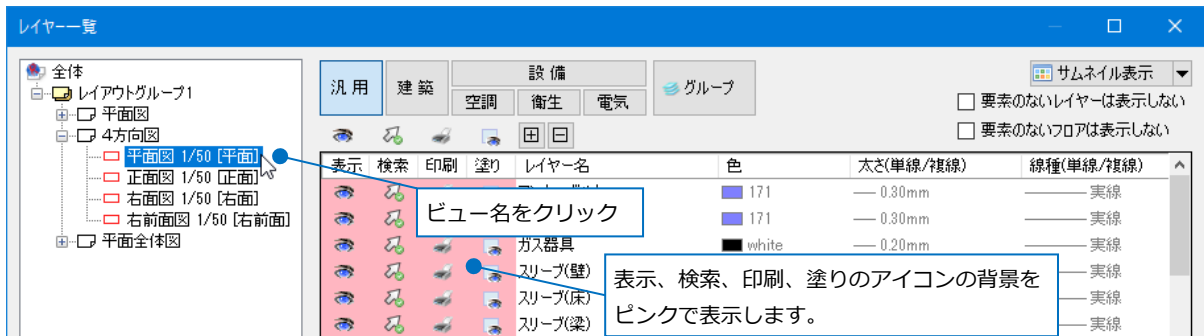 レイヤー一覧
全体
レイアウトグループ1
平面図
4方向図
平面図 1/50 [平面]
正面図 1/50 [正面]
右面図 1/50 [右面]
右前面図 1/50 [右前面]
平面全体図
汎用 建築 設備 グループ
空調 衛生 電気
サムネイル表示
要素のないレイヤーは表示しない
要素のないフロアは表示しない
表示 検索 印刷 塗り レイヤー名 色 太さ(単線/複線) 線種(単線/複線)
171 0.30mm 実線
171 0.30mm 実線
ガス器具 white 0.20mm 実線
スリーブ(壁) 実線
スリーブ(床) 実線
スリーブ(梁) 実線
ビュー名をクリック
表示、検索、印刷、塗りのアイコンの背景を
ピンクで表示します。